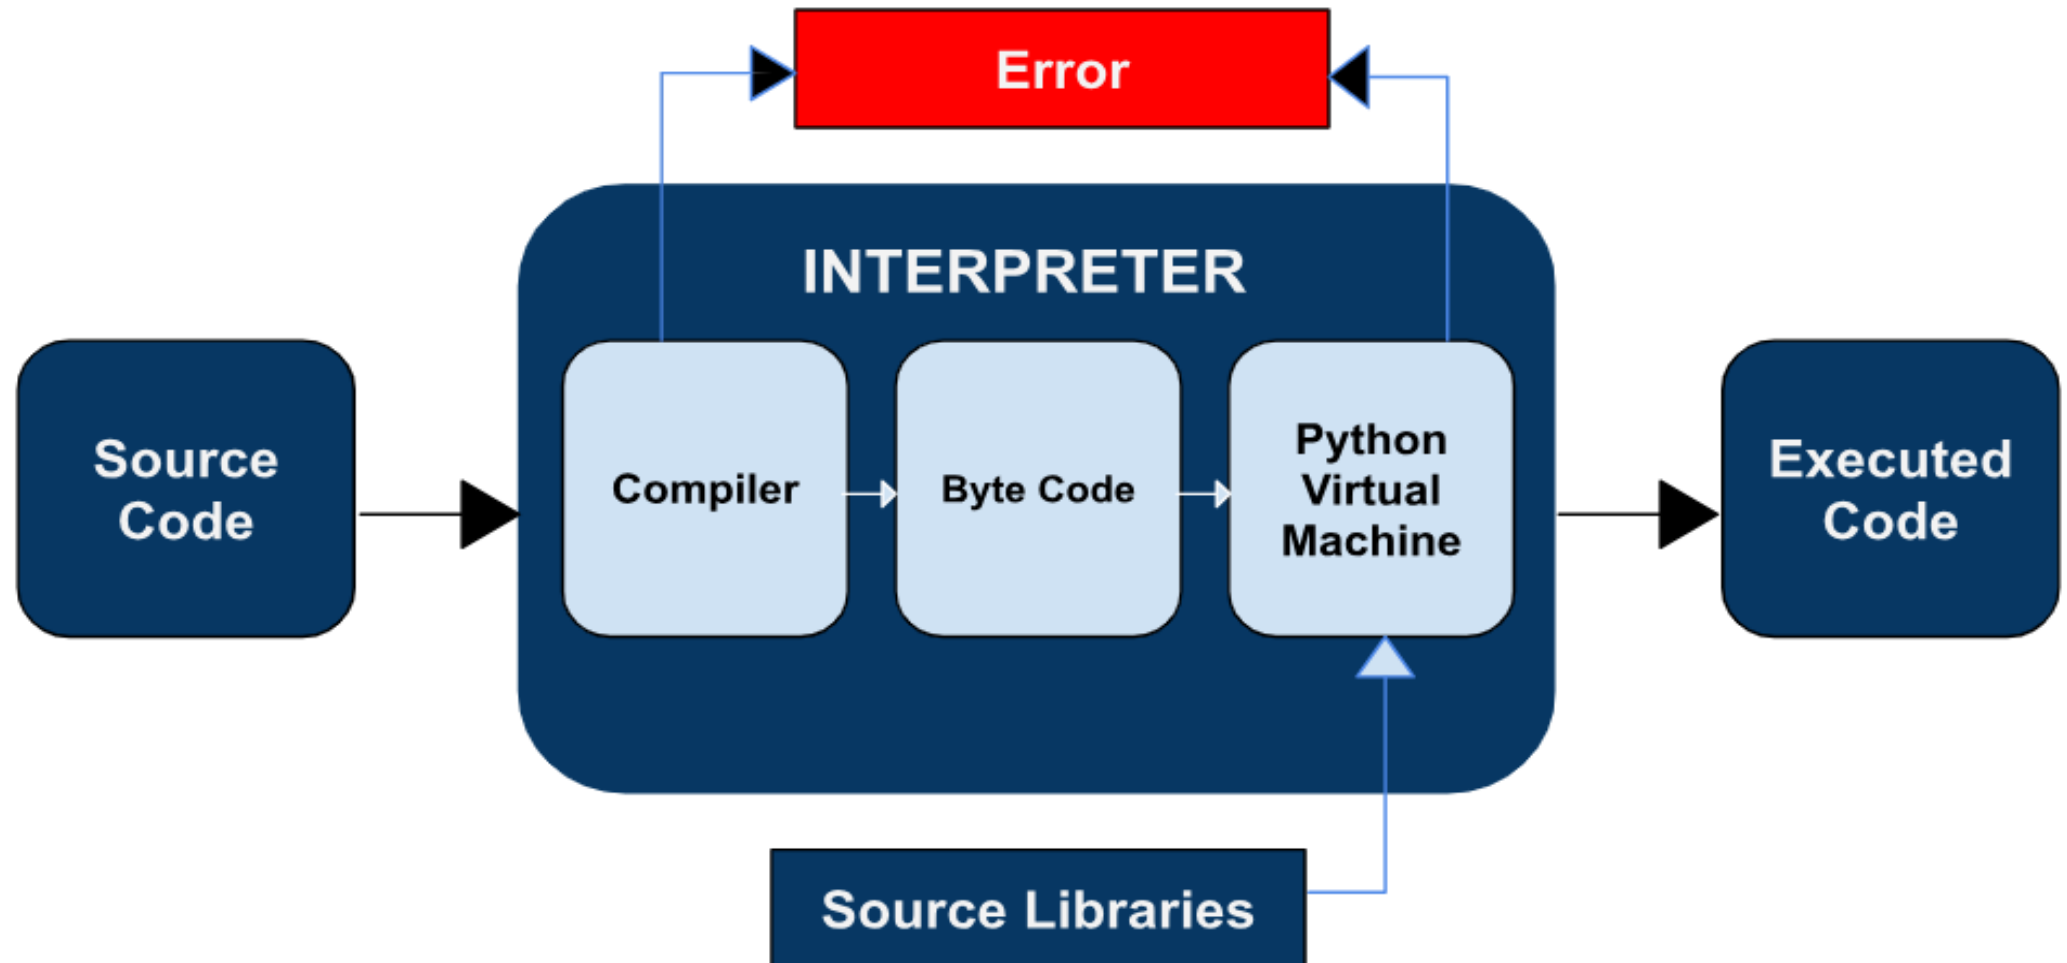 Error
INTERPRETER
Source
Code
Compiler
Byte Code
Python
Virtual
Machine
Executed
Code
Source Libraries